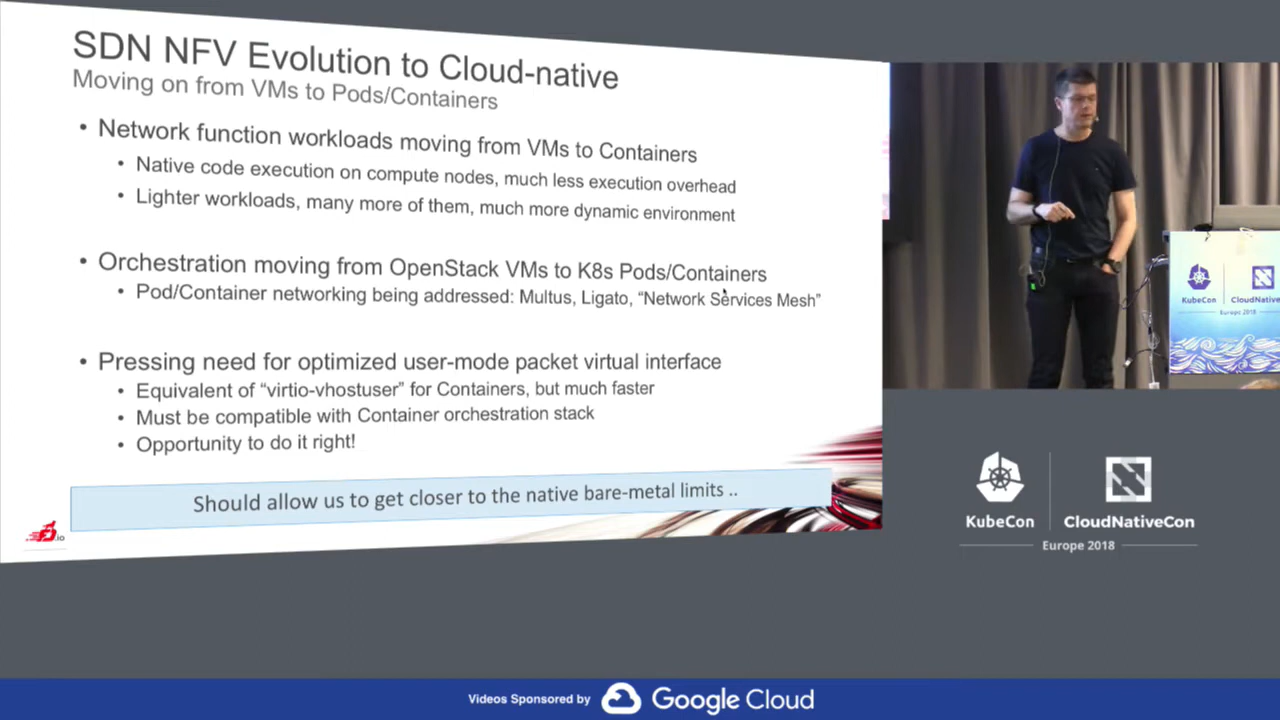 SDN NFV Evolution to Cloud-native
Moving on from VMs to Pods/Containers
• Network function workloads moving from VMs to Containers
• Native code execution on compute nodes, much less execution overhead
• Lighter workloads, many more of them, much more dynamic environment
• Orchestration moving from OpenStack VMs to K8s Pods/Containers
• Pod/Container networking being addressed: Multus, Ligato, “Network Services Mesh”
• Pressing need for optimized user-mode packet virtual interface
• Equivalent of “virtio-vhostuser” for Containers, but much faster
• Must be compatible with Container orchestration stack
• Opportunity to do it right!
Should allow us to get closer to the native bare-metal limits ..
.io
KubeCon
CloudNative
Europe 2018
KubeCon
CloudNativeCon
Europe 2018
Videos Sponsored by
Google Cloud